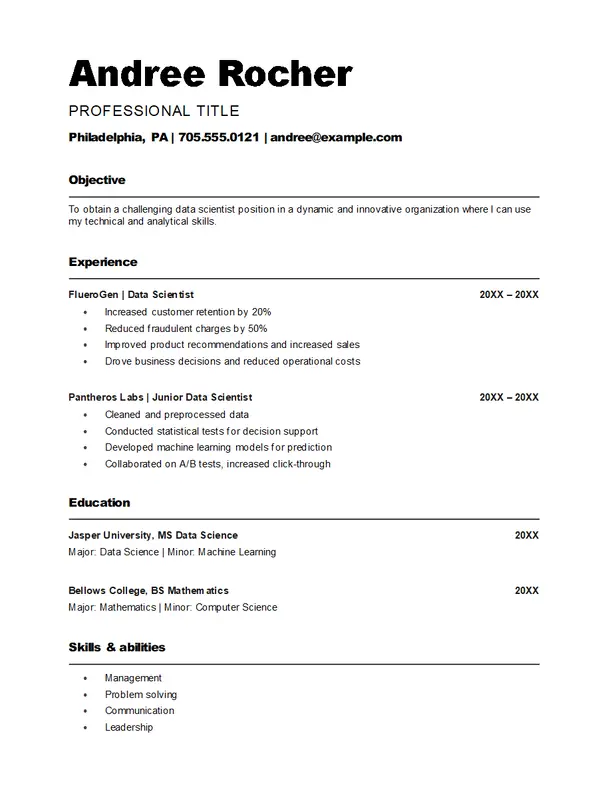 Andree Rocher
PROFESSIONAL TITLE
Philadelphia, PA | 705.555.0121 | andree@example.com
Objective
To obtain a challenging data scientist position in a dynamic and innovative organization where I can use
my technical and analytical skills.
Experience
FlueroGen | Data Scientist 20XX – 20XX
• Increased customer retention by 20%
• Reduced fraudulent charges by 50%
• Improved product recommendations and increased sales
• Drove business decisions and reduced operational costs
Pantheros Labs | Junior Data Scientist 20XX – 20XX
• Cleaned and preprocessed data
• Conducted statistical tests for decision support
• Developed machine learning models for prediction
• Collaborated on A/B tests, increased click-through
Education
Jasper University, MS Data Science 20XX
Major: Data Science | Minor: Machine Learning
Bellows College, BS Mathematics 20XX
Major: Mathematics | Minor: Computer Science
Skills & abilities
• Management
• Problem solving
• Communication
• Leadership